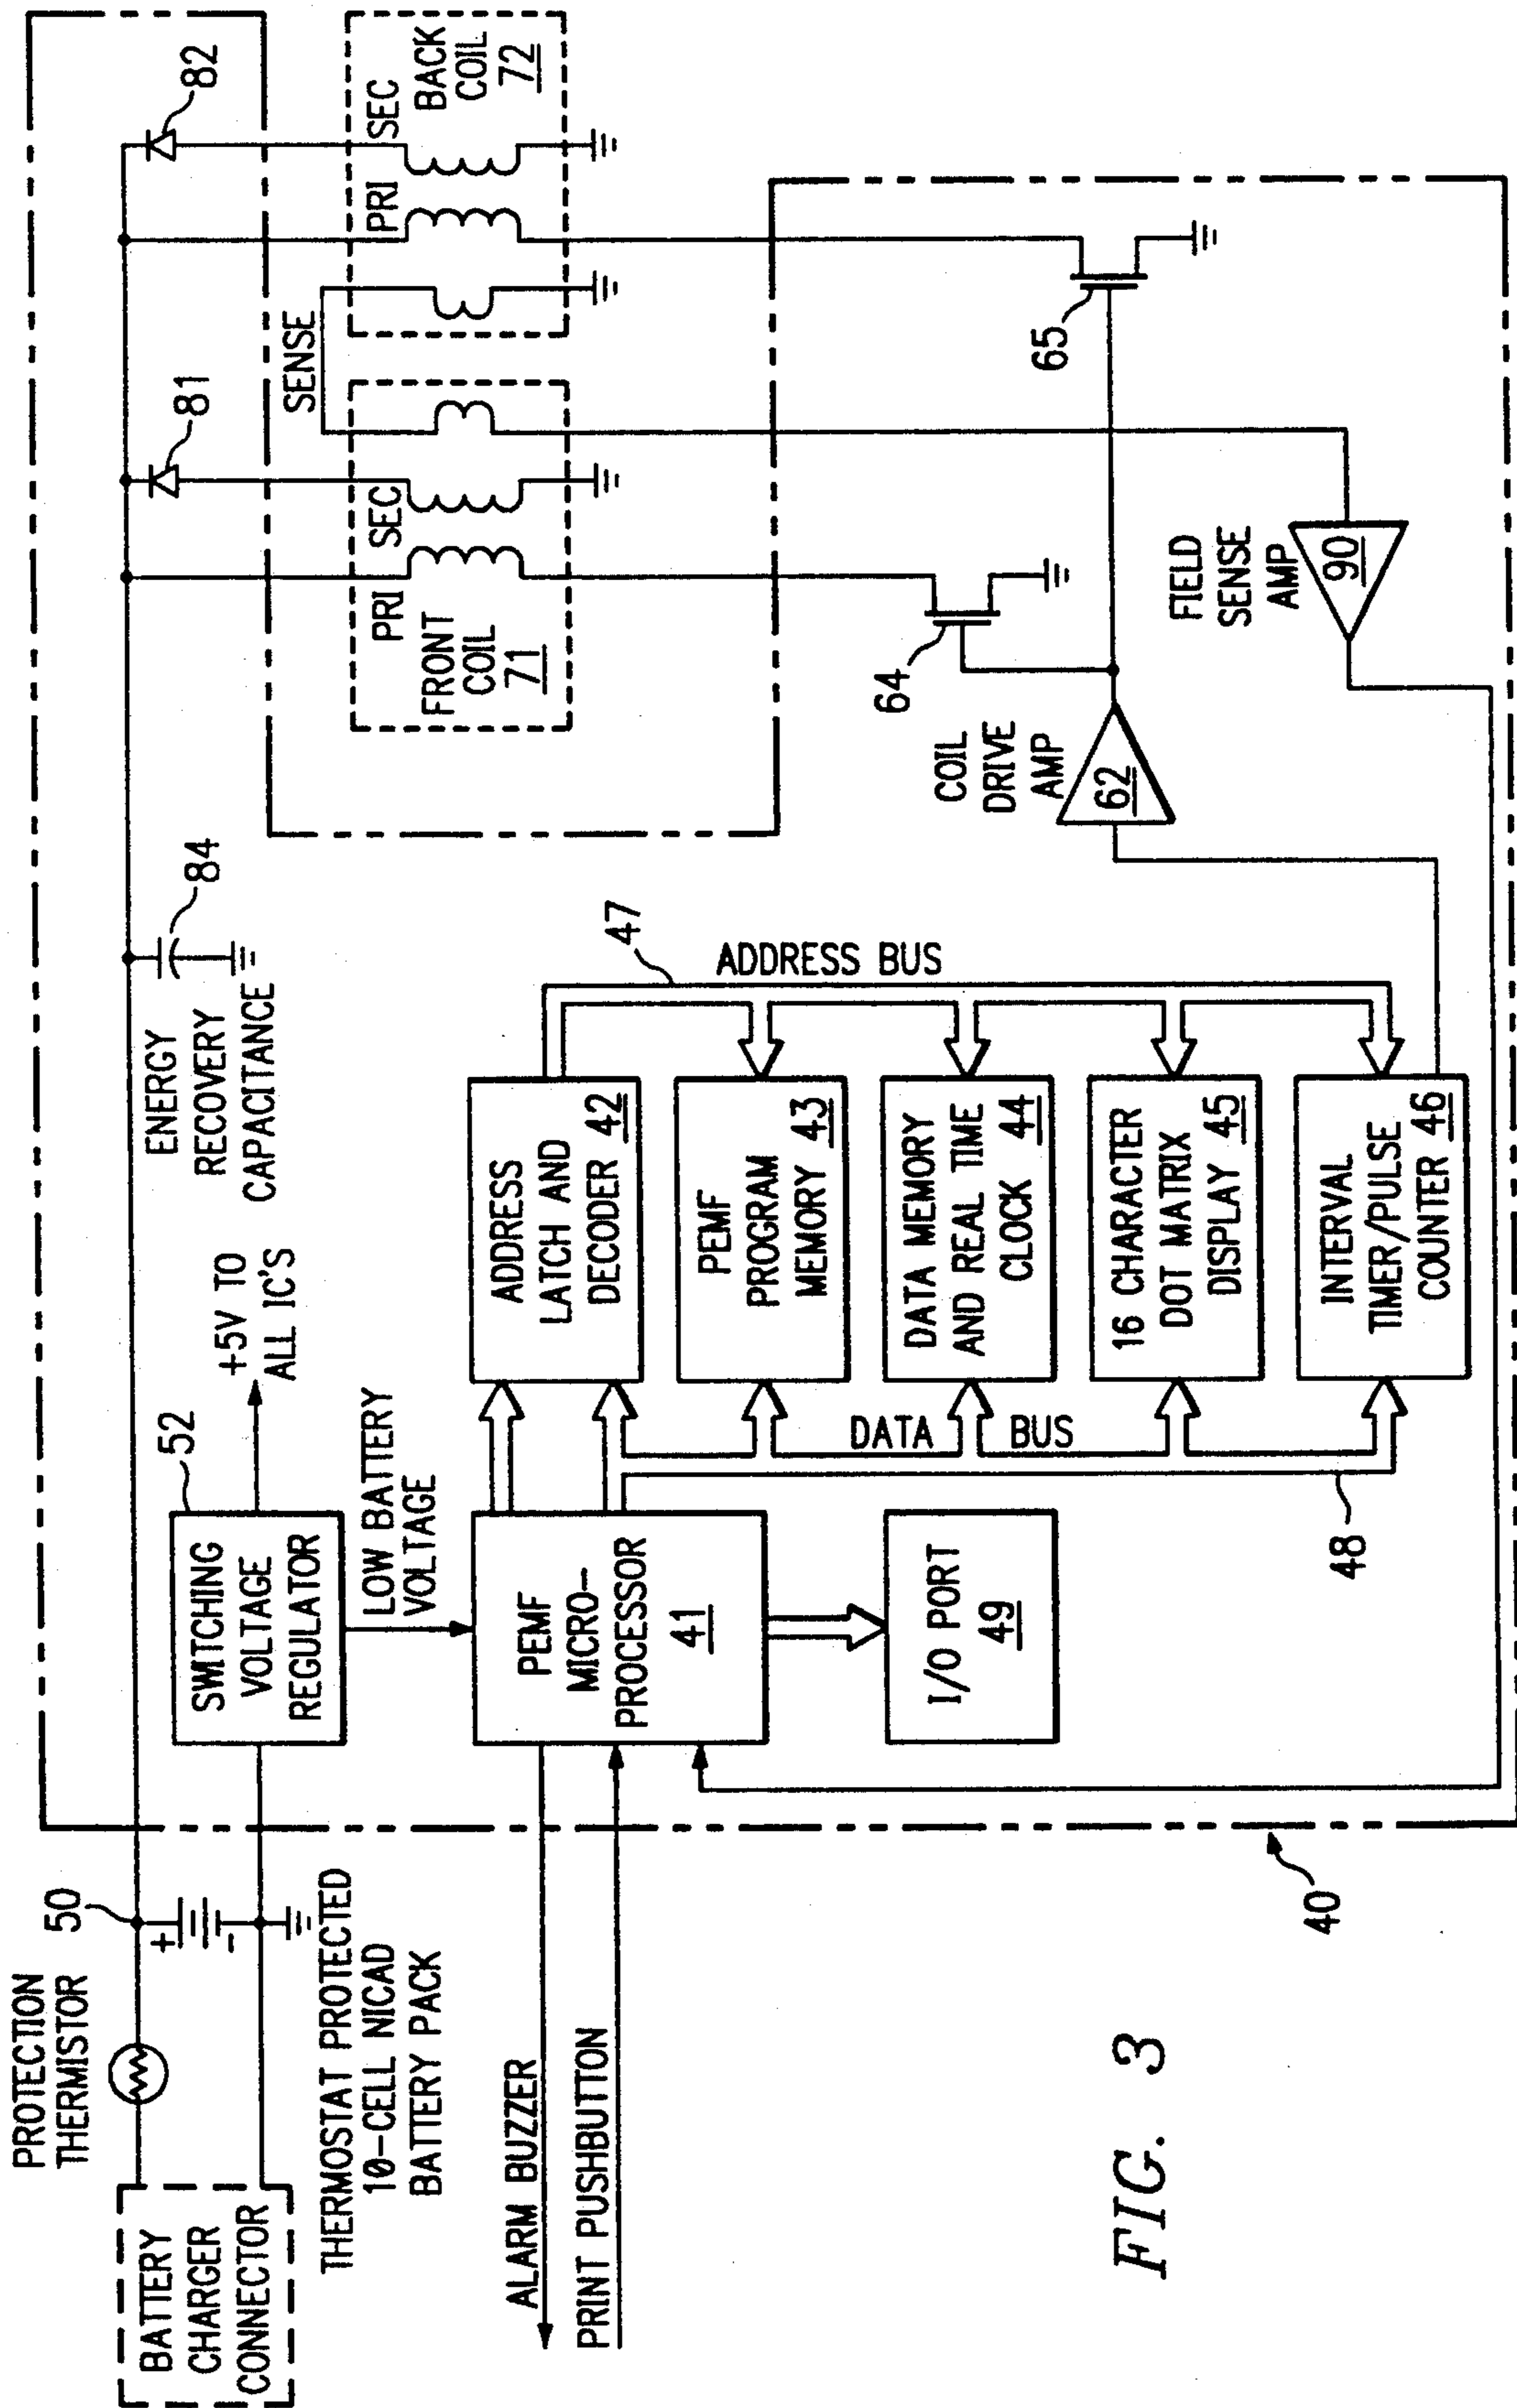 PROTECTION
THERMISTOR
BATTERY
CHARGER
CONNECTOR
50
+
-
THERMOSTAT PROTECTED
10-CELL NICAD
BATTERY PACK
ALARM BUZZER
PRINT PUSHBUTTON
40
52
SWITCHING
VOLTAGE
REGULATOR
+5V TO
ALL IC'S
LOW BATTERY
VOLTAGE
ENERGY
RECOVERY
CAPACITANCE
84
PEMF
MICRO-
PROCESSOR
41
I/O PORT
49
ADDRESS
LATCH AND
DECODER 42
PEMF
PROGRAM
MEMORY 43
DATA MEMORY
AND REAL TIME
CLOCK 44
16 CHARACTER
DOT MATRIX
DISPLAY 45
INTERVAL
TIMER/PULSE
COUNTER 46
DATA BUS
48
47
ADDRESS BUS
81
82
SENSE
PRI
SEC
FRONT
COIL
71
PRI
SEC
BACK
COIL
72
64
65
COIL
DRIVE
AMP
62
FIELD
SENSE
AMP
90
FIG. 3